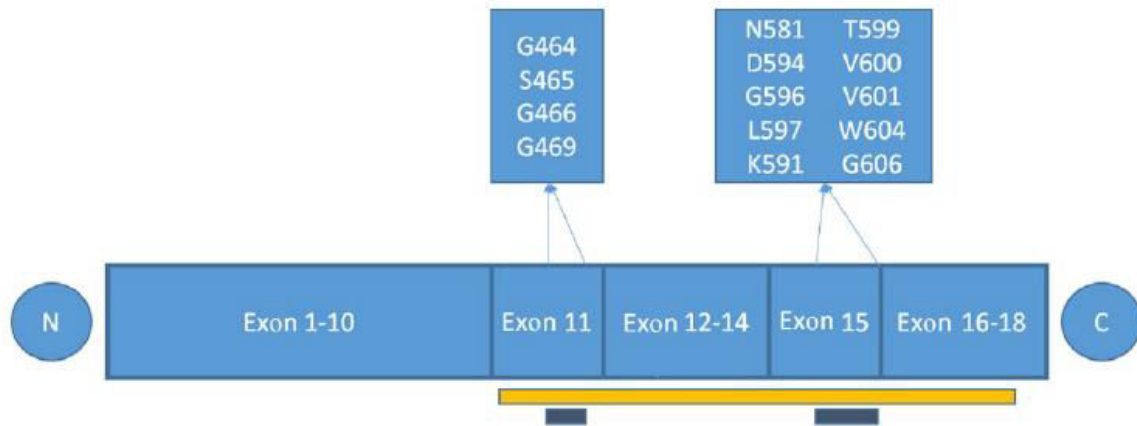 G464
S465
G466
G469
N581 T599
D594 V600
G596 V601
L597 W604
K591 G606
N
Exon 1-10
Exon 11
Exon 12-14
Exon 15
Exon 16-18
C